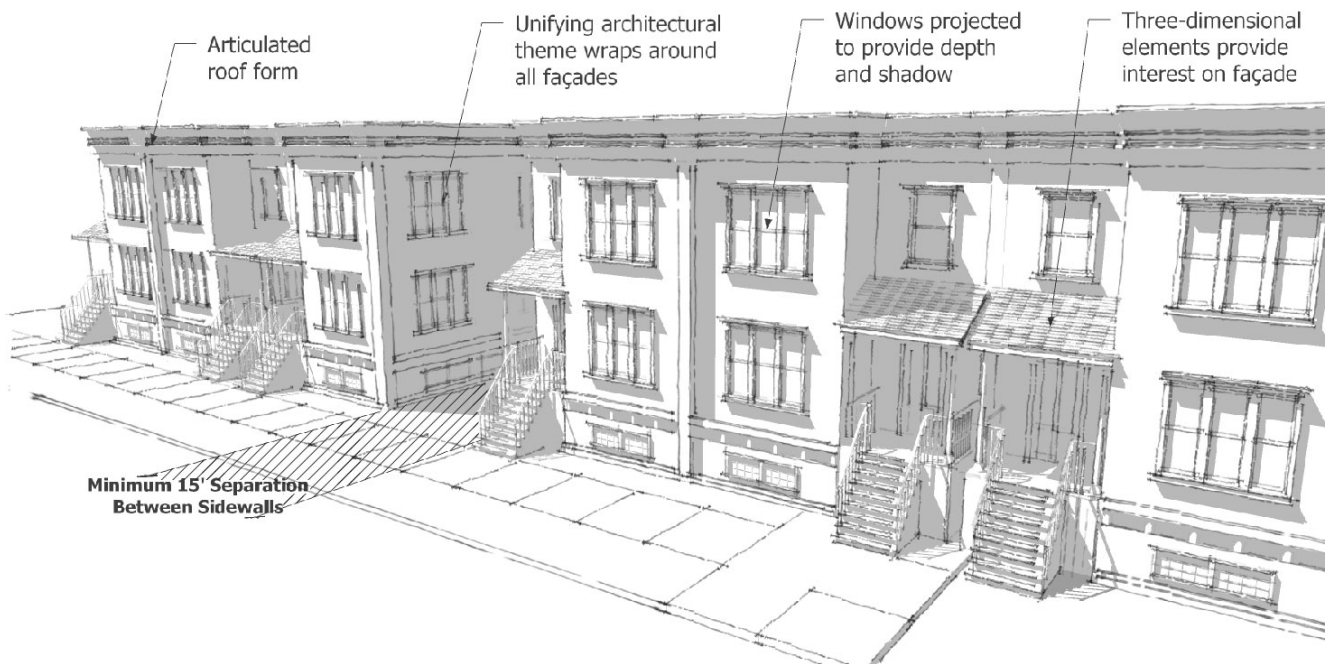 Articulated
roof form
Unifying architectural
theme wraps around
all façades
Windows projected
to provide depth
and shadow
Three-dimensional
elements provide
interest on façade
Minimum 15' Separation
Between Sidewalls